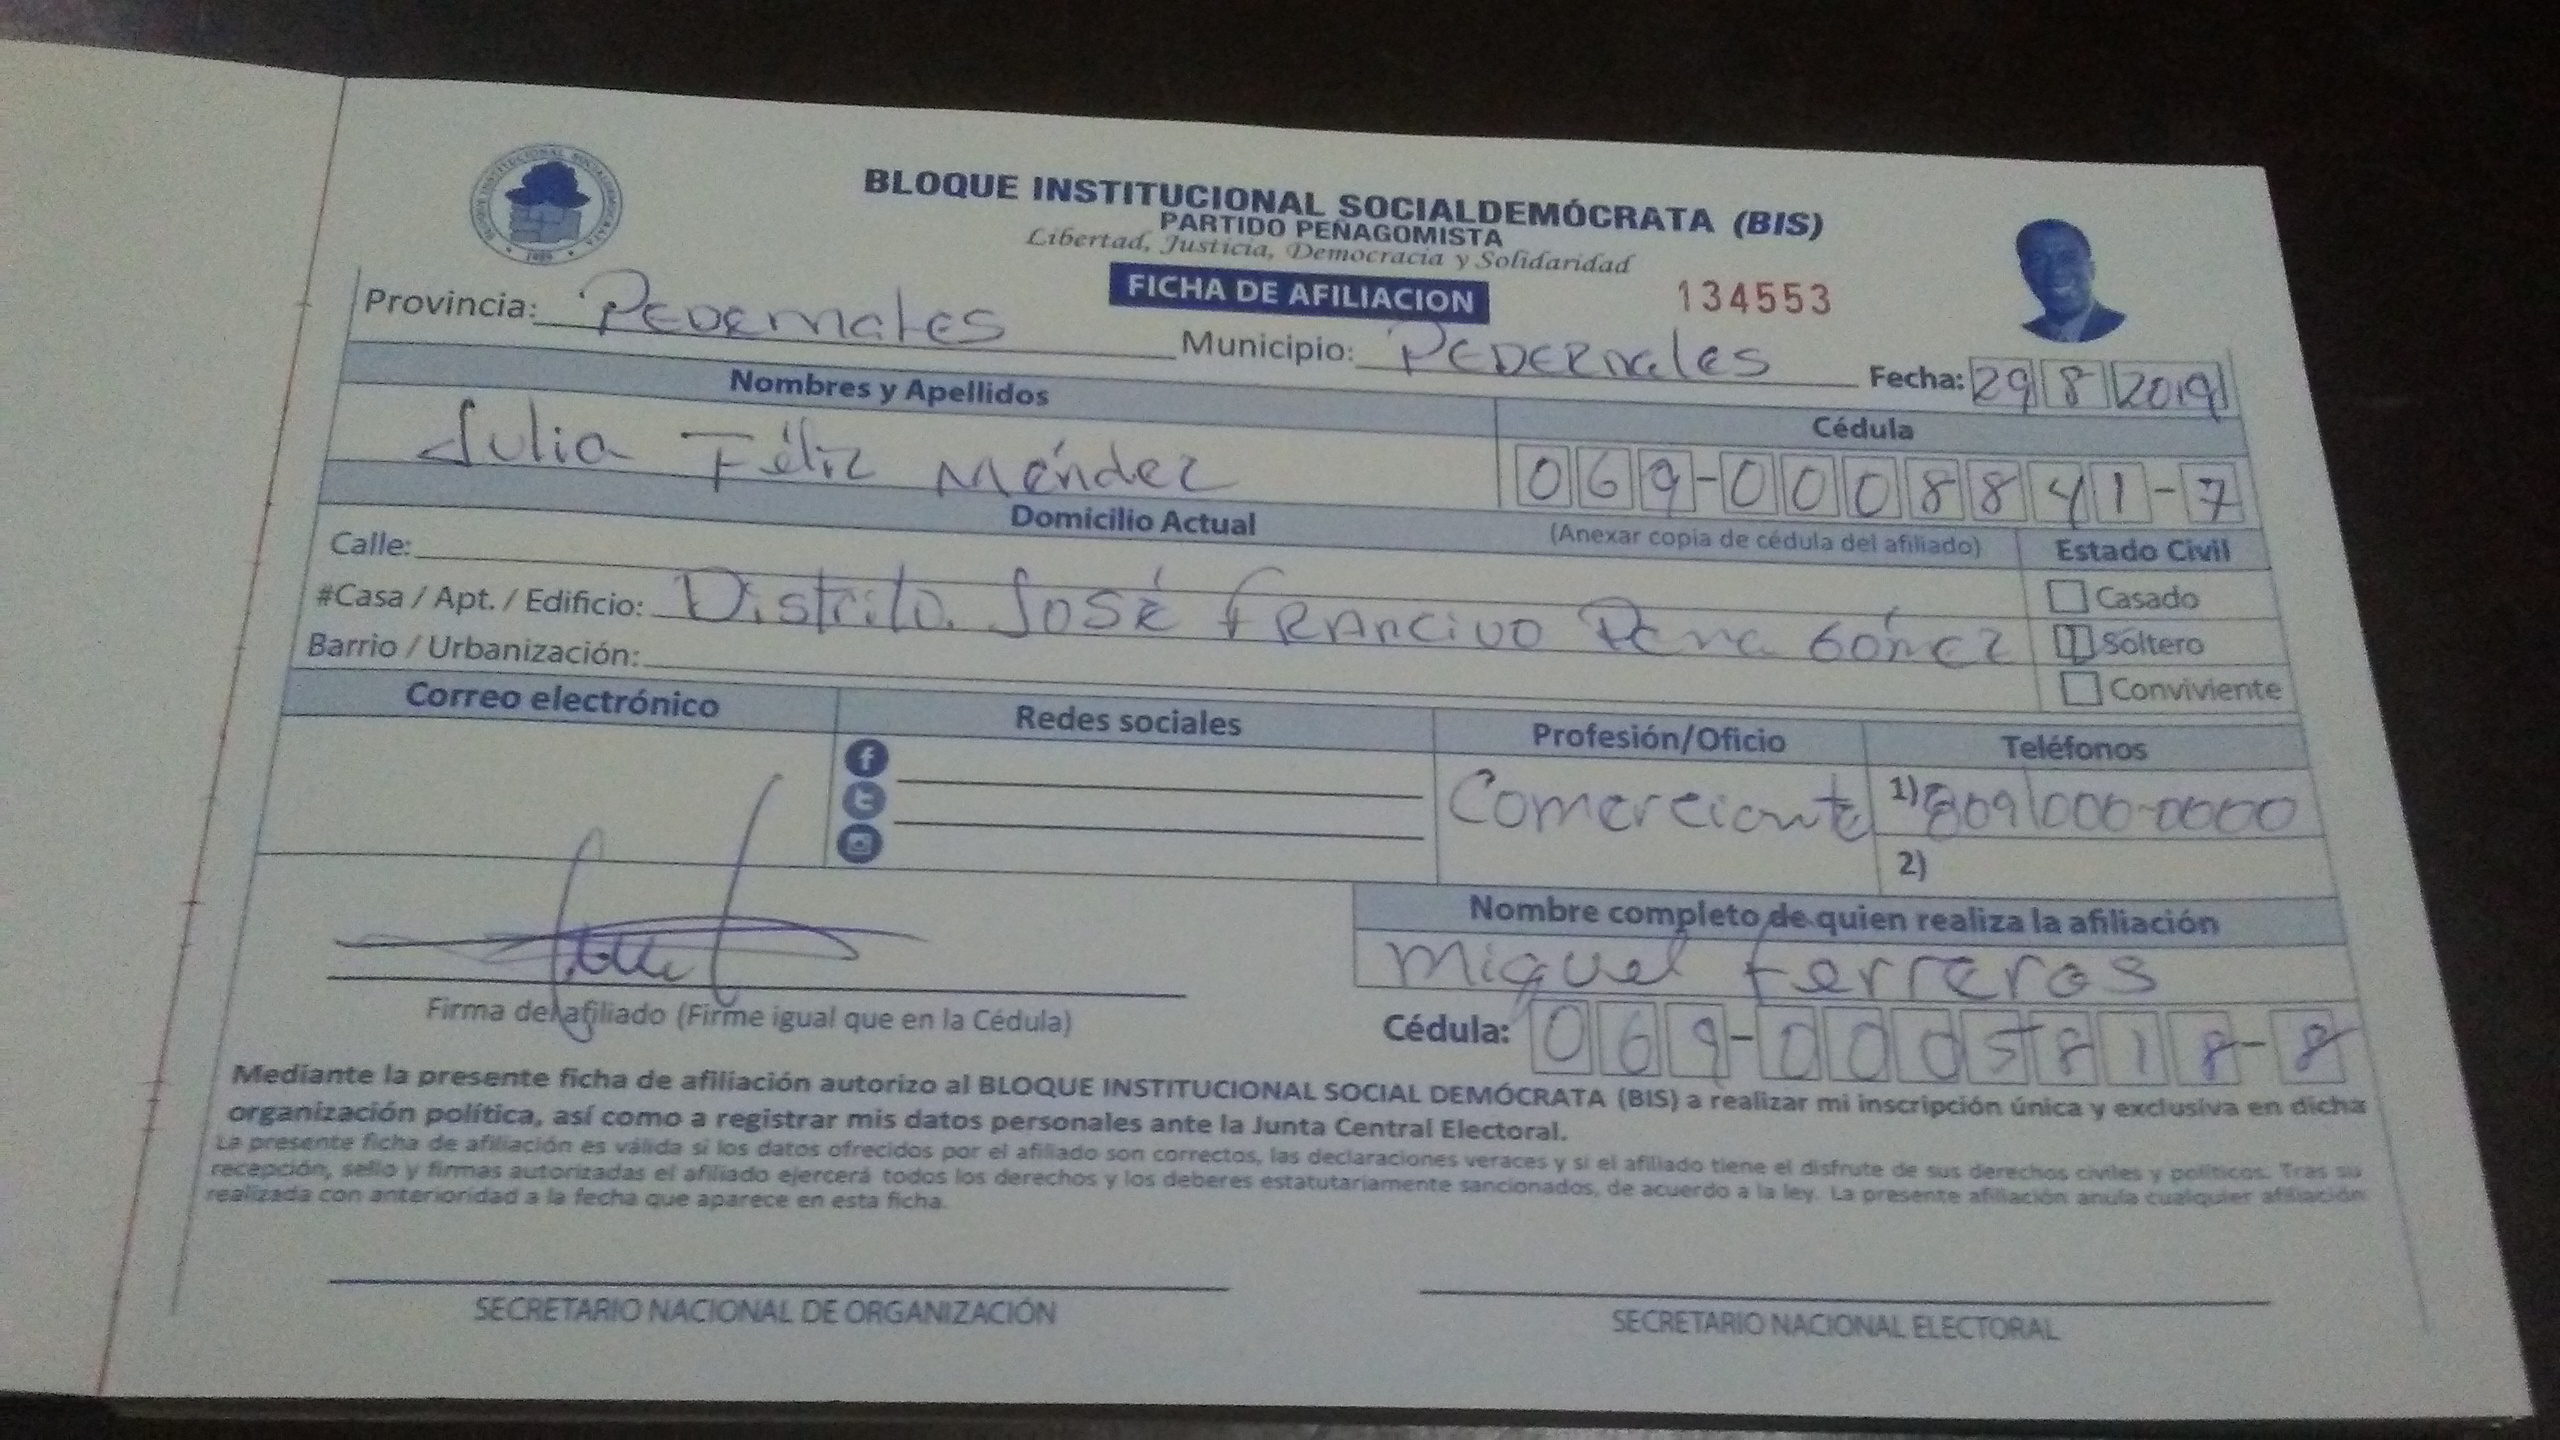 BLOQUE INSTITUCIONAL SOCIALDEMÓCRATA
1989
BLOQUE INSTITUCIONAL SOCIALDEMÓCRATA (BIS)
PARTIDO PEÑAGOMISTA
Libertad, Justicia, Democracia y Solidaridad
FICHA DE AFILIACION 134553
Provincia: Pedernales Municipio: Pedernales Fecha: 29 8 2019
Nombres y Apellidos Cédula
Julia Féliz Méndez 069-0008841-7
Domicilio Actual (Anexar copia de cédula del afiliado) Estado Civil
Calle:
Casado
#Casa / Apt. / Edificio: Distrito José Francivo Pena Gómez
Soltero
Barrio / Urbanización:
Conviviente
Correo electrónico Redes sociales Profesión/Oficio Teléfonos
Comerciante 1) 809 000-0000
2)
Nombre completo de quien realiza la afiliación
Miguel Ferreras
Firma del afiliado (Firme igual que en la Cédula) Cédula: 069-0005818-8
Mediante la presente ficha de afiliación autorizo al BLOQUE INSTITUCIONAL SOCIAL DEMÓCRATA (BIS) a realizar mi inscripción única y exclusiva en dicha
organización política, así como a registrar mis datos personales ante la Junta Central Electoral.
La presente ficha de afiliación es válida si los datos ofrecidos por el afiliado son correctos, las declaraciones veraces y si el afiliado tiene el disfrute de sus derechos civiles y políticos. Tras su
recepción, sello y firmas autorizadas el afiliado ejercerá todos los derechos y los deberes estatutariamente sancionados, de acuerdo a la ley. La presente afiliación anula cualquier afiliación
realizada con anterioridad a la fecha que aparece en esta ficha.
SECRETARIO NACIONAL DE ORGANIZACIÓN SECRETARIO NACIONAL ELECTORAL